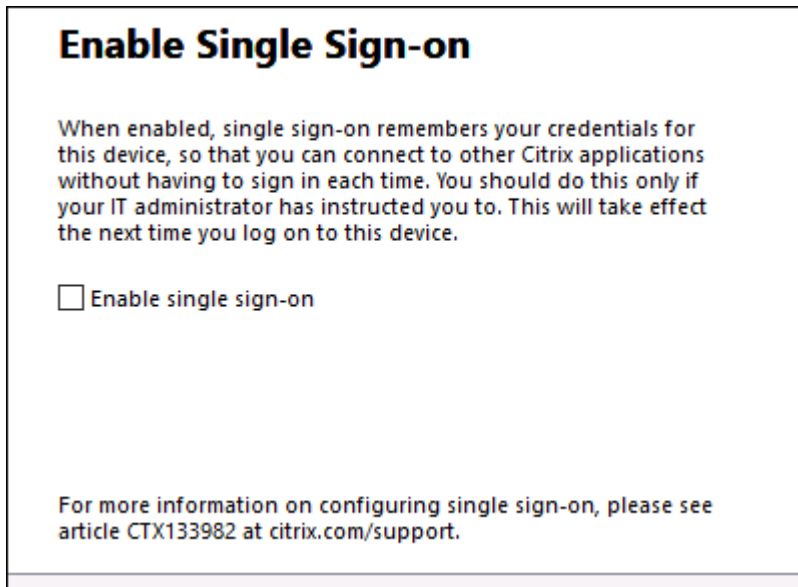 Enable Single Sign-on
When enabled, single sign-on remembers your credentials for
this device, so that you can connect to other Citrix applications
without having to sign in each time. You should do this only if
your IT administrator has instructed you to. This will take effect
the next time you log on to this device.
Enable single sign-on
For more information on configuring single sign-on, please see
article CTX133982 at citrix.com/support.